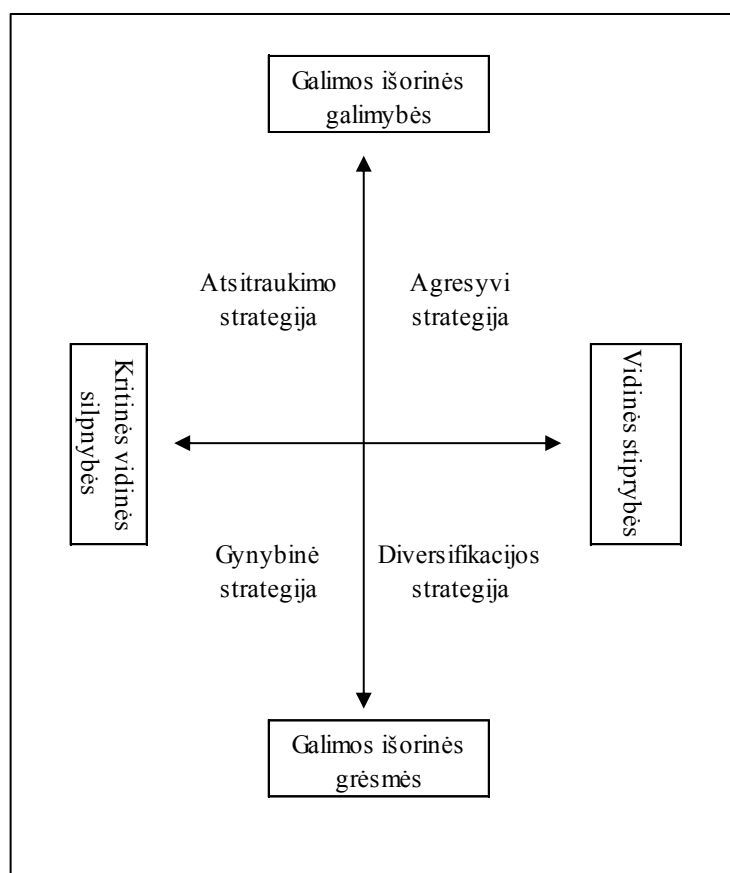 Galimos išorinės
galimybės
Atsitraukimo
strategija
Agresyvi
strategija
Kritinės vidinės
silpnybės
Vidinės stiprybės
Gynybinė
strategija
Diversifikacijos
strategija
Galimos išorinės
grėsmės